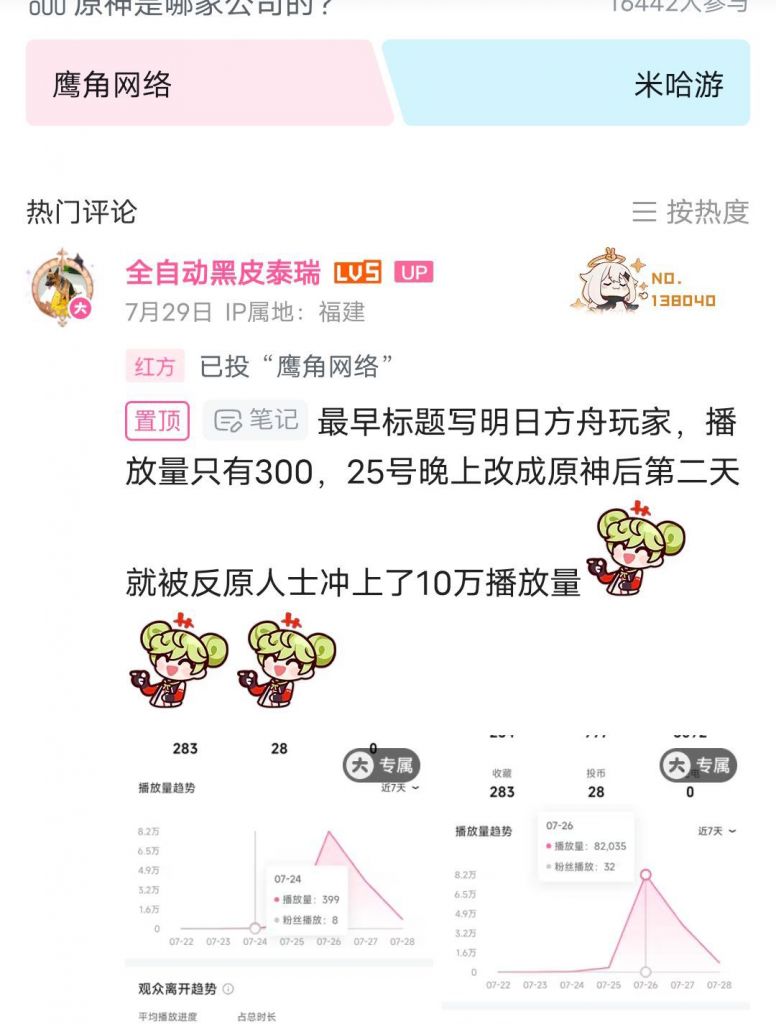 原神是哪家公司的？
16442人参与
鹰角网络
米哈游
热门评论
按热度
全自动黑皮泰瑞 LV5 UP
NO.
138040
大
7月29日 IP属地：福建
红方 已投“鹰角网络”
置顶 笔记 最早标题写明日方舟玩家，播
放量只有300，25号晚上改成原神后第二天
就被反原人士冲上了10万播放量
283 28 0
大 专属
播放量趋势
近7天
8.2万
6.5万
4.9万
3.2万
1.6万
0
07-24
播放量：399
粉丝播放：8
07-22 07-23 07-24 07-25 07-26 07-27 07-28
观众离开趋势
平均播放进度 占总时长
大 专属
收藏 投币
283 28 0
播放量趋势
近7天
07-26
播放量：82,035
粉丝播放：32
8.2万
6.5万
4.9万
3.2万
1.6万
0
07-22 07-23 07-24 07-25 07-26 07-27 07-28